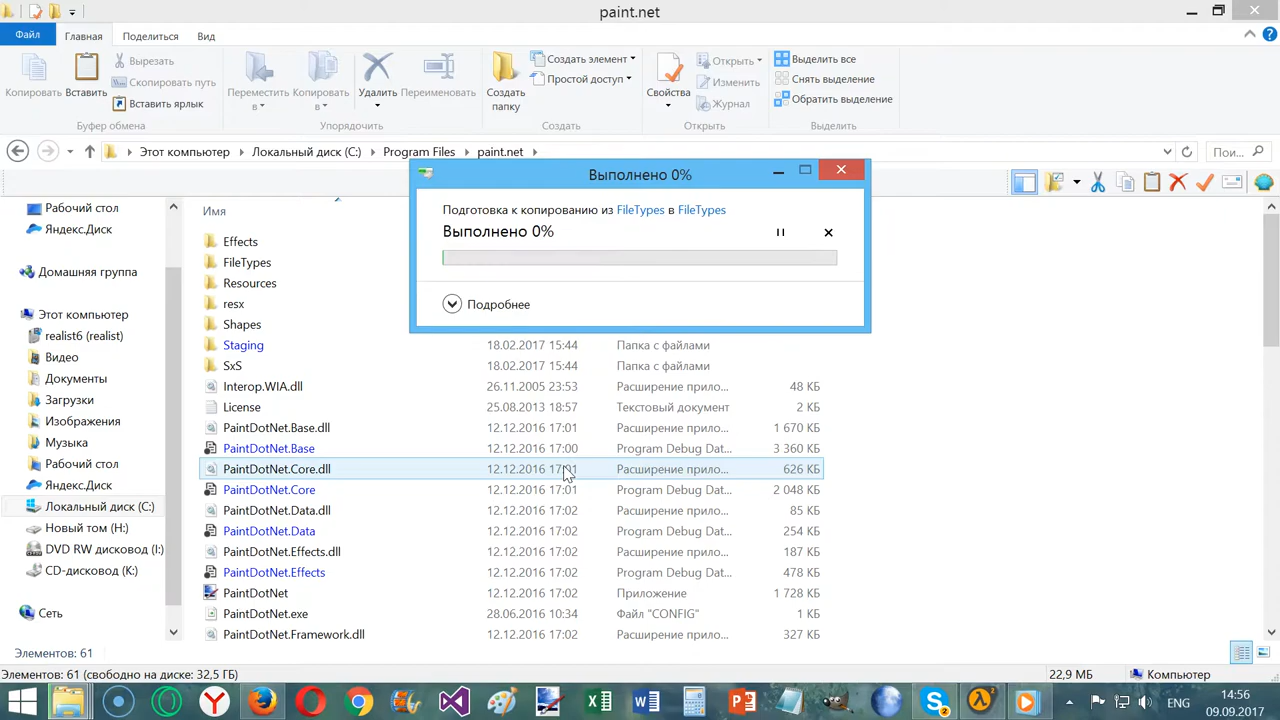 paint.net
Файл Главная Поделиться Вид
Копировать Вставить Вырезать Скопировать путь Вставить ярлык
Буфер обмена
Переместить в Копировать в Удалить Переименовать
Упорядочить
Создать папку Создать элемент Простой доступ
Создать
Свойства Открыть Изменить Журнал
Открыть
Выделить все
Снять выделение
Обратить выделение
Выделить
Этот компьютер Локальный диск (C:) Program Files paint.net Пои...
Выполнено 0%
Подготовка к копированию из FileTypes в FileTypes
Выполнено 0%
Подробнее
Рабочий стол
Яндекс.Диск
Домашняя группа
Этот компьютер
realist6 (realist)
Видео
Документы
Загрузки
Изображения
Музыка
Рабочий стол
Яндекс.Диск
Локальный диск (C:)
Новый том (H:)
DVD RW дисковод (I:)
CD-дисковод (K:)
Сеть
Имя
Effects
FileTypes
Resources
resx
Shapes
Staging 18.02.2017 15:44 Папка с файлами
SxS 18.02.2017 15:44 Папка с файлами
Interop.WIA.dll 26.11.2005 23:53 Расширение прило... 48 КБ
License 25.08.2013 18:57 Текстовый документ 2 КБ
PaintDotNet.Base.dll 12.12.2016 17:01 Расширение прило... 1 670 КБ
PaintDotNet.Base 12.12.2016 17:00 Program Debug Dat... 3 360 КБ
PaintDotNet.Core.dll 12.12.2016 17:01 Расширение прило... 626 КБ
PaintDotNet.Core 12.12.2016 17:01 Program Debug Dat... 2 048 КБ
PaintDotNet.Data.dll 12.12.2016 17:02 Расширение прило... 85 КБ
PaintDotNet.Data 12.12.2016 17:02 Program Debug Dat... 254 КБ
PaintDotNet.Effects.dll 12.12.2016 17:02 Расширение прило... 187 КБ
PaintDotNet.Effects 12.12.2016 17:02 Program Debug Dat... 478 КБ
PaintDotNet 12.12.2016 17:02 Приложение 1 728 КБ
PaintDotNet.exe 28.06.2016 10:34 Файл "CONFIG" 1 КБ
PaintDotNet.Framework.dll 12.12.2016 17:02 Расширение прило... 327 КБ
Элементов: 61
Элементов: 61 (свободно на диске: 32,5 ГБ) 22,9 МБ Компьютер
14:56
09.09.2017